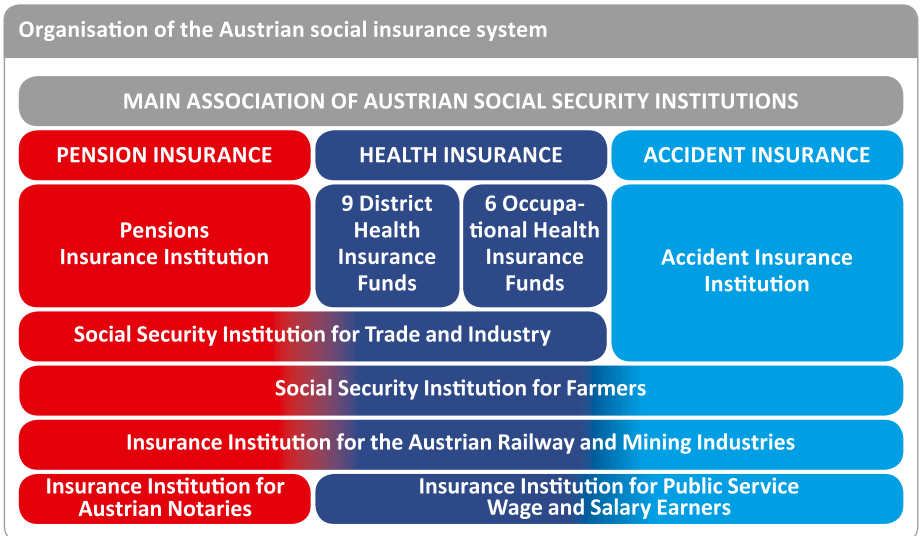 Organisation of the Austrian social insurance system
MAIN ASSOCIATION OF AUSTRIAN SOCIAL SECURITY INSTITUTIONS
PENSION INSURANCE
HEALTH INSURANCE
ACCIDENT INSURANCE
Pensions
Insurance Institution
9 District
Health
Insurance
Funds
6 Occupa-
tional Health
Insurance
Funds
Accident Insurance
Institution
Social Security Institution for Trade and Industry
Social Security Institution for Farmers
Insurance Institution for the Austrian Railway and Mining Industries
Insurance Institution for
Austrian Notaries
Insurance Institution for Public Service
Wage and Salary Earners